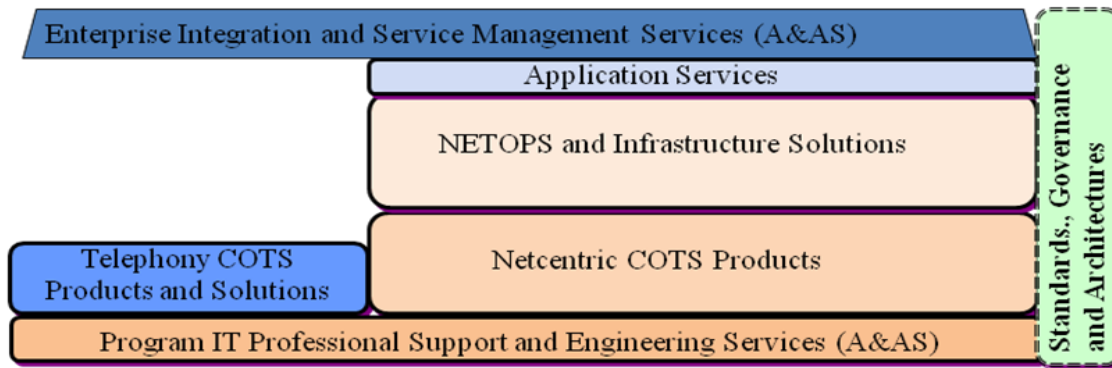 Enterprise Integration and Service Management Services (A&AS)
Application Services
NETOPS and Infrastructure Solutions
Telephony COTS
Products and Solutions
Netcentric COTS Products
Program IT Professional Support and Engineering Services (A&AS)
Standards., Governance
and Architectures